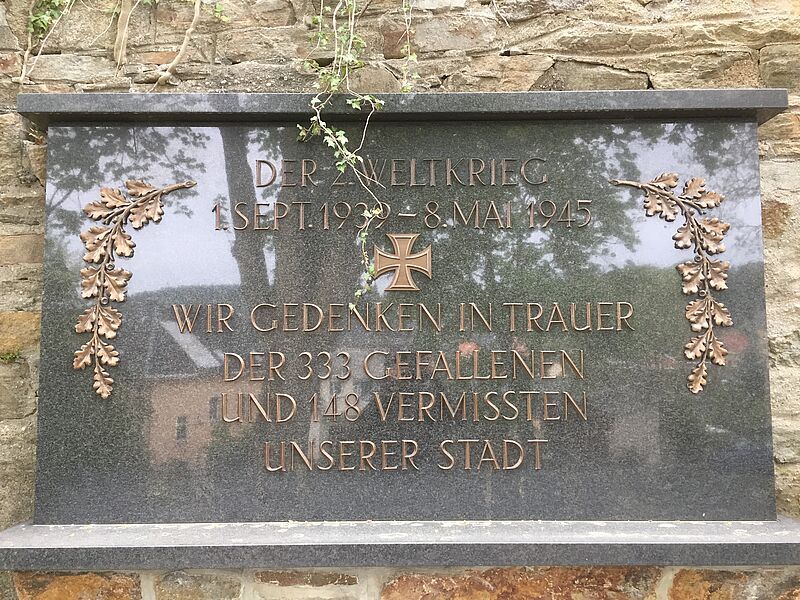 DER 2. WELTKRIEG
1. SEPT. 1939 – 8. MAI 1945
WIR GEDENKEN IN TRAUER
DER 333 GEFALLENEN
UND 148 VERMISSTEN
UNSERER STADT